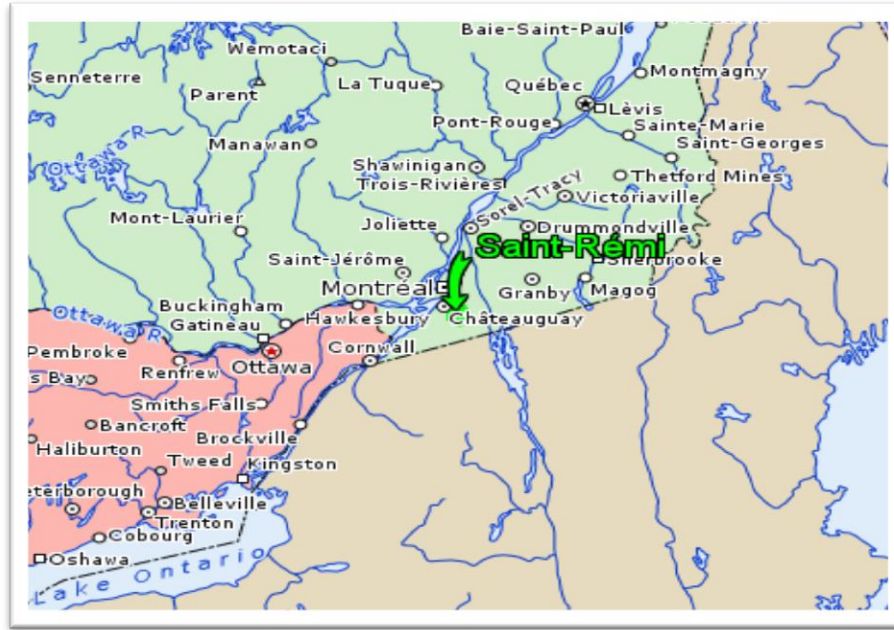 Baie-Saint-Paul
Wemotaci
Senneterre
Parent
La Tuque
Québec
Montmagny
Lèvis
Pont-Rouge
Sainte-Marie
Manawan
Saint-Georges
Ottawa R
Shawinigan
Thetford Mines
Trois-Rivières
Victoriaville
Sorel-Tracy
Mont-Laurier
Joliette
Drummondville
Saint-Rémi
Saint-Jérôme
Sherbrooke
Montréal
Granby
Magog
Buckingham
Ottawa R
Hawkesbury
Châteauguay
Gatineau
Pembroke
Cornwall
Renfrew
Ottawa
s Bay
Smiths Falls
Bancroft
Brockville
Haliburton
Tweed
Kingston
eterborough
Belleville
Trenton
Cobourg
Oshawa
Lake Ontario